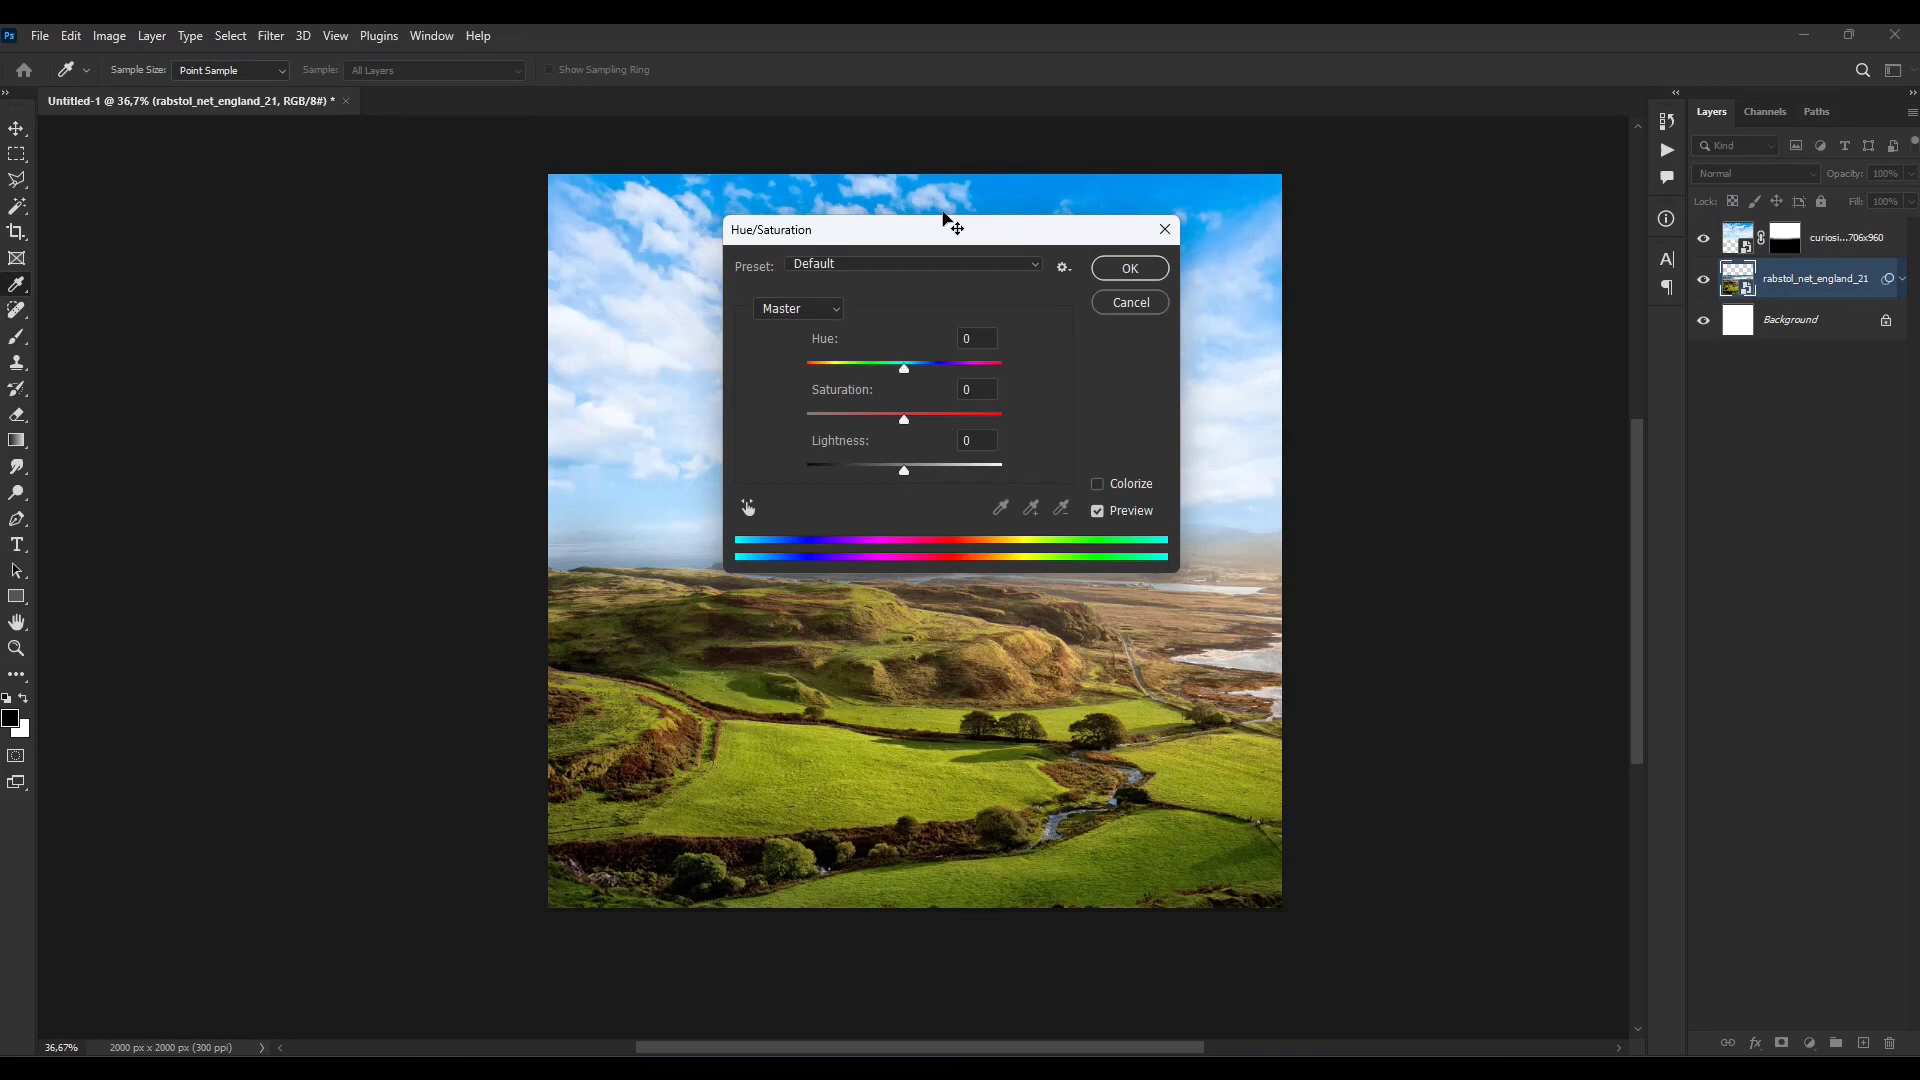 Ps File Edit Image Layer Type Select Filter 3D View Plugins Window Help
Sample Size: Point Sample Sample: All Layers Show Sampling Ring
Untitled-1 @ 36,7% (rabstol_net_england_21, RGB/8#) *
Layers Channels Paths
Kind
Normal Opacity: 100%
Lock: Fill: 100%
curiosi...706x960
rabstol_net_england_21
Background
Hue/Saturation
Preset: Default
OK
Cancel
Master
Hue: 0
Saturation: 0
Lightness: 0
Colorize
Preview
36,67% 2000 px x 2000 px (300 ppi)